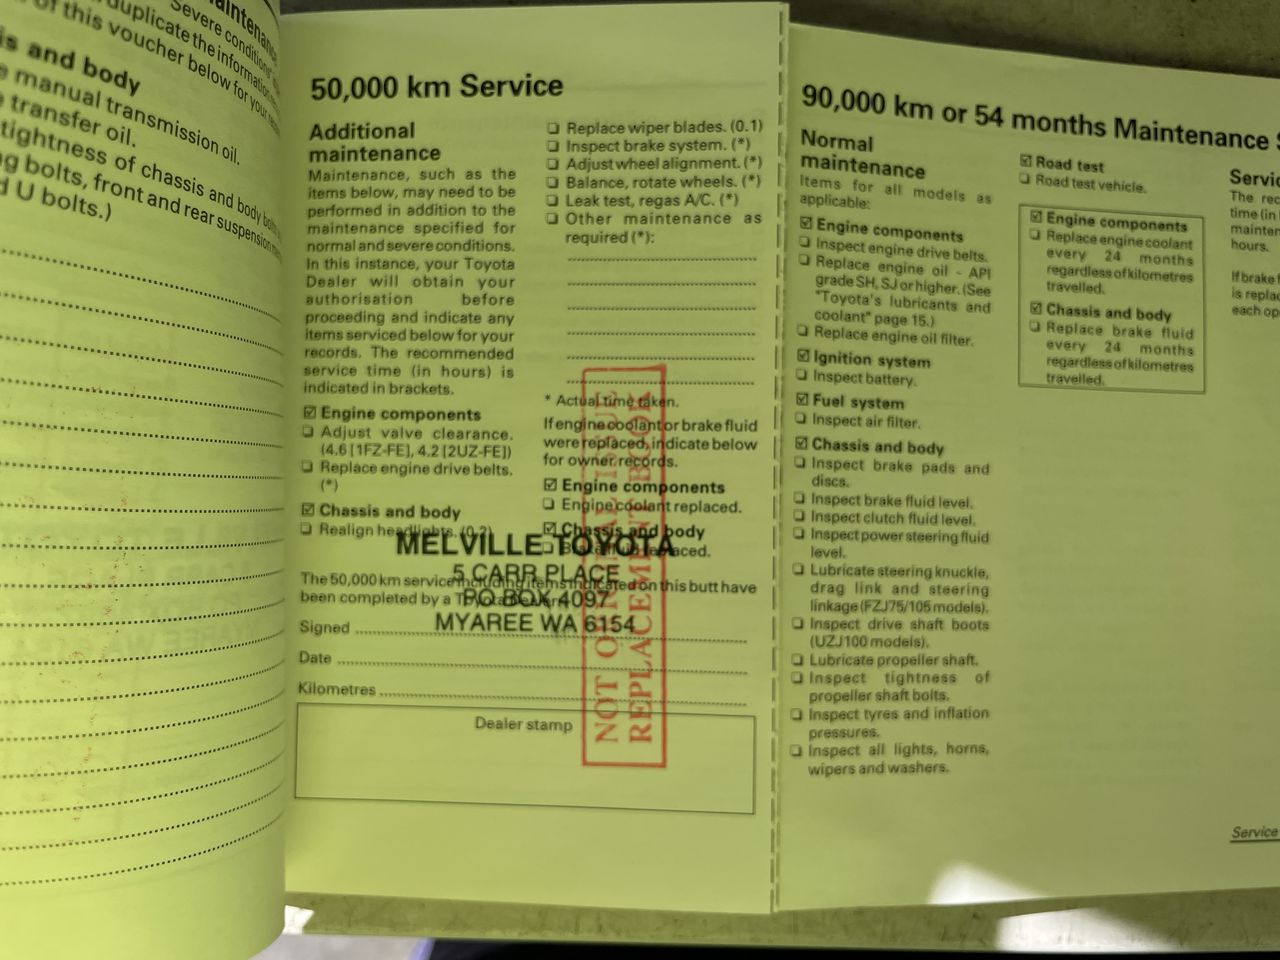 aintenance
Severe conditions"
duplicate the information
of this voucher below for your
is and body
manual transmission oil.
transfer oil.
tightness of chassis and body bolts
ng bolts, front and rear suspension
d U bolts.)
50,000 km Service
Additional
maintenance
Maintenance, such as the
items below, may need to be
performed in addition to the
maintenance specified for
normal and severe conditions.
In this instance, your Toyota
Dealer will obtain your
authorisation before
proceeding and indicate any
items serviced below for your
records. The recommended
service time (in hours) is
indicated in brackets.
☑ Engine components
❏ Adjust valve clearance.
(4.6 [1FZ-FE], 4.2 [2UZ-FE])
❏ Replace engine drive belts.
(*)
☑ Chassis and body
❏ Realign headlights. (0.2)
❏ Replace wiper blades. (0.1)
❏ Inspect brake system. (*)
❏ Adjust wheel alignment. (*)
❏ Balance, rotate wheels. (*)
❏ Leak test, regas A/C. (*)
❏ Other maintenance as
required (*):
* Actual time taken.
If engine coolant or brake fluid
were replaced, indicate below
for owner records.
☑ Engine components
❏ Engine coolant replaced.
☑ Chassis and body
❏ Brake fluid replaced.
The 50,000 km service including items indicated on this butt have
been completed by a Toyota Dealer.
MELVILLE TOYOTA
5 CARR PLACE
PO BOX 4097
MYAREE WA 6154
Signed
Date
Kilometres
Dealer stamp
NOT ORIGINAL ISSUE
REPLACEMENT BOOK
90,000 km or 54 months Maintenance S
Normal
maintenance
Items for all models as
applicable:
☑ Engine components
❏ Inspect engine drive belts.
❏ Replace engine oil - API
grade SH, SJ or higher. (See
"Toyota's lubricants and
coolant" page 15.)
❏ Replace engine oil filter.
☑ Ignition system
❏ Inspect battery.
☑ Fuel system
❏ Inspect air filter.
☑ Chassis and body
❏ Inspect brake pads and
discs.
❏ Inspect brake fluid level.
❏ Inspect clutch fluid level.
❏ Inspect power steering fluid
level.
❏ Lubricate steering knuckle,
drag link and steering
linkage (FZJ75/105 models).
❏ Inspect drive shaft boots
(UZJ100 models).
❏ Lubricate propeller shaft.
❏ Inspect tightness of
propeller shaft bolts.
❏ Inspect tyres and inflation
pressures.
❏ Inspect all lights, horns,
wipers and washers.
☑ Road test
❏ Road test vehicle.
☑ Engine components
❏ Replace engine coolant
every 24 months
regardless of kilometres
travelled.
☑ Chassis and body
❏ Replace brake fluid
every 24 months
regardless of kilometres
travelled.
Servic
The rec
time (in
mainten
hours.
If brake f
is replac
each op
Service